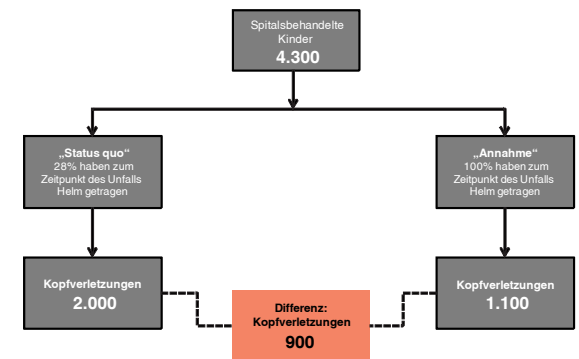 Spitalsbehandelte
Kinder
4.300
„Status quo“
28% haben zum
Zeitpunkt des Unfalls
Helm getragen
„Annahme“
100% haben zum
Zeitpunkt des Unfalls
Helm getragen
Kopfverletzungen
2.000
Kopfverletzungen
1.100
Differenz:
Kopfverletzungen
900